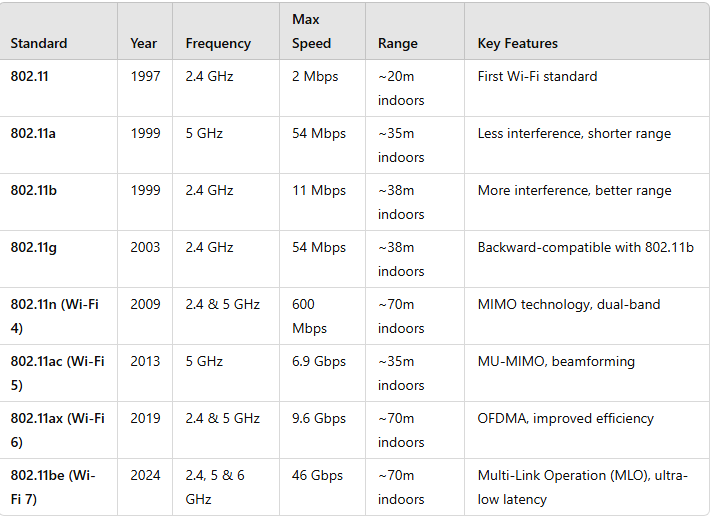 Standard Year Frequency Max Speed Range Key Features
802.11 1997 2.4 GHz 2 Mbps ~20m indoors First Wi-Fi standard
802.11a 1999 5 GHz 54 Mbps ~35m indoors Less interference, shorter range
802.11b 1999 2.4 GHz 11 Mbps ~38m indoors More interference, better range
802.11g 2003 2.4 GHz 54 Mbps ~38m indoors Backward-compatible with 802.11b
802.11n (Wi-Fi 4) 2009 2.4 & 5 GHz 600 Mbps ~70m indoors MIMO technology, dual-band
802.11ac (Wi-Fi 5) 2013 5 GHz 6.9 Gbps ~35m indoors MU-MIMO, beamforming
802.11ax (Wi-Fi 6) 2019 2.4 & 5 GHz 9.6 Gbps ~70m indoors OFDMA, improved efficiency
802.11be (Wi-Fi 7) 2024 2.4, 5 & 6 GHz 46 Gbps ~70m indoors Multi-Link Operation (MLO), ultra-low latency